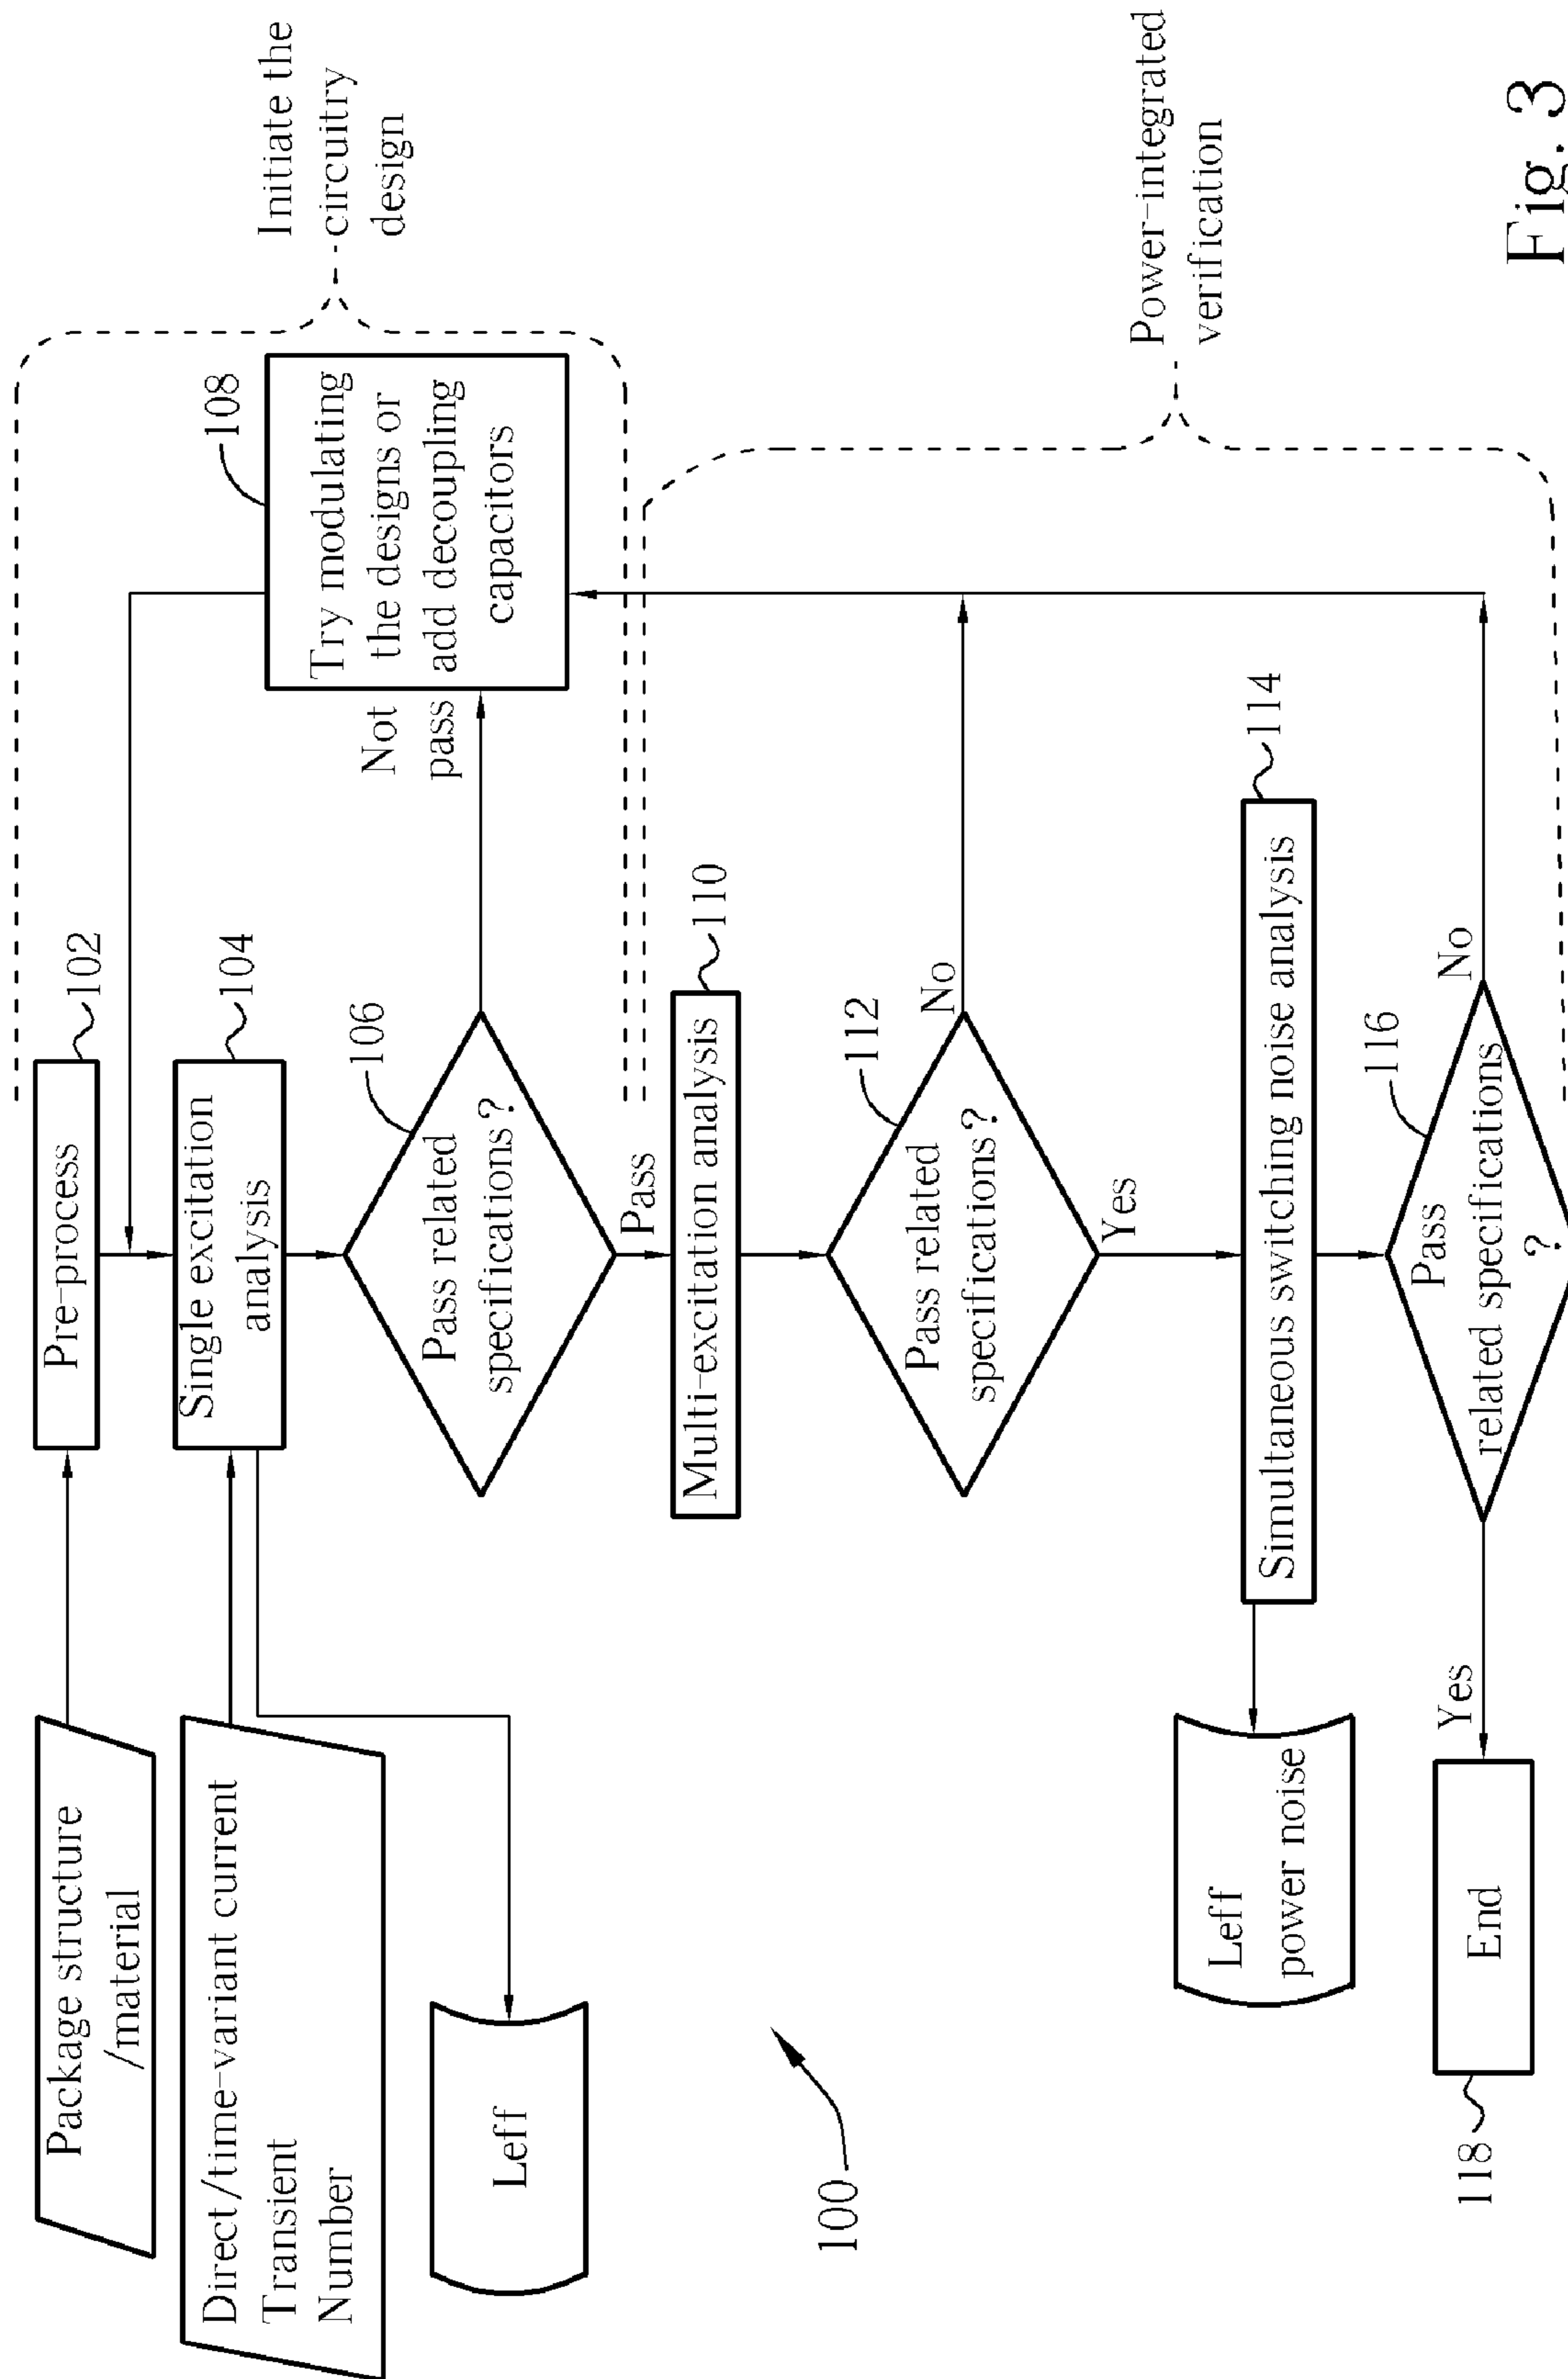 Package structure
/material
Pre-process
102
Direct/time-variant current
Transient
Number
Single excitation
analysis
104
Leff
Pass related
specifications?
106
Not
pass
Pass
Try modulating
the designs or
add decoupling
capacitors
108
Initiate the
circuitry
design
Multi-excitation analysis
110
Pass related
specifications?
112
No
Yes
Simultaneous switching noise analysis
114
Leff
power noise
Pass
related specifications
?
116
No
Yes
End
118
Power-integrated
verification
100
Fig. 3